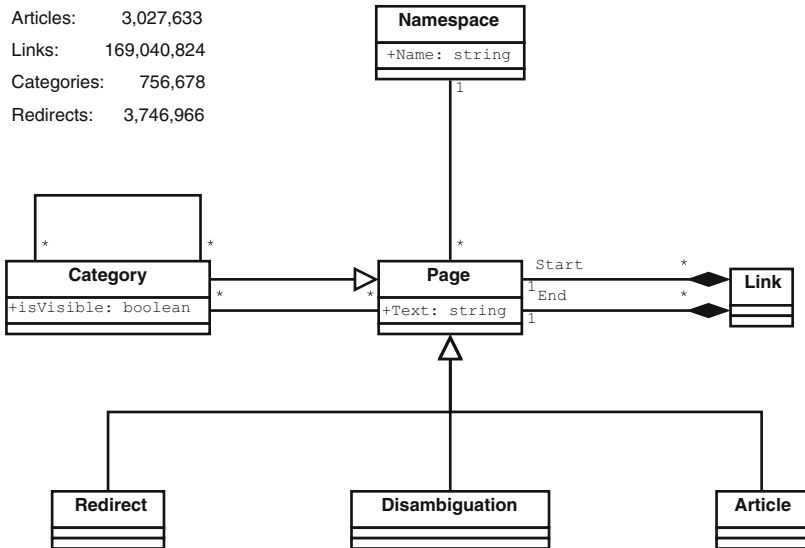 Articles: 3,027,633
Links: 169,040,824
Categories: 756,678
Redirects: 3,746,966
Namespace
+Name: string
1
*
* *
Category
+isVisible: boolean
* *
Page
+Text: string
Start *
1
End *
1
Link
Redirect
Disambiguation
Article